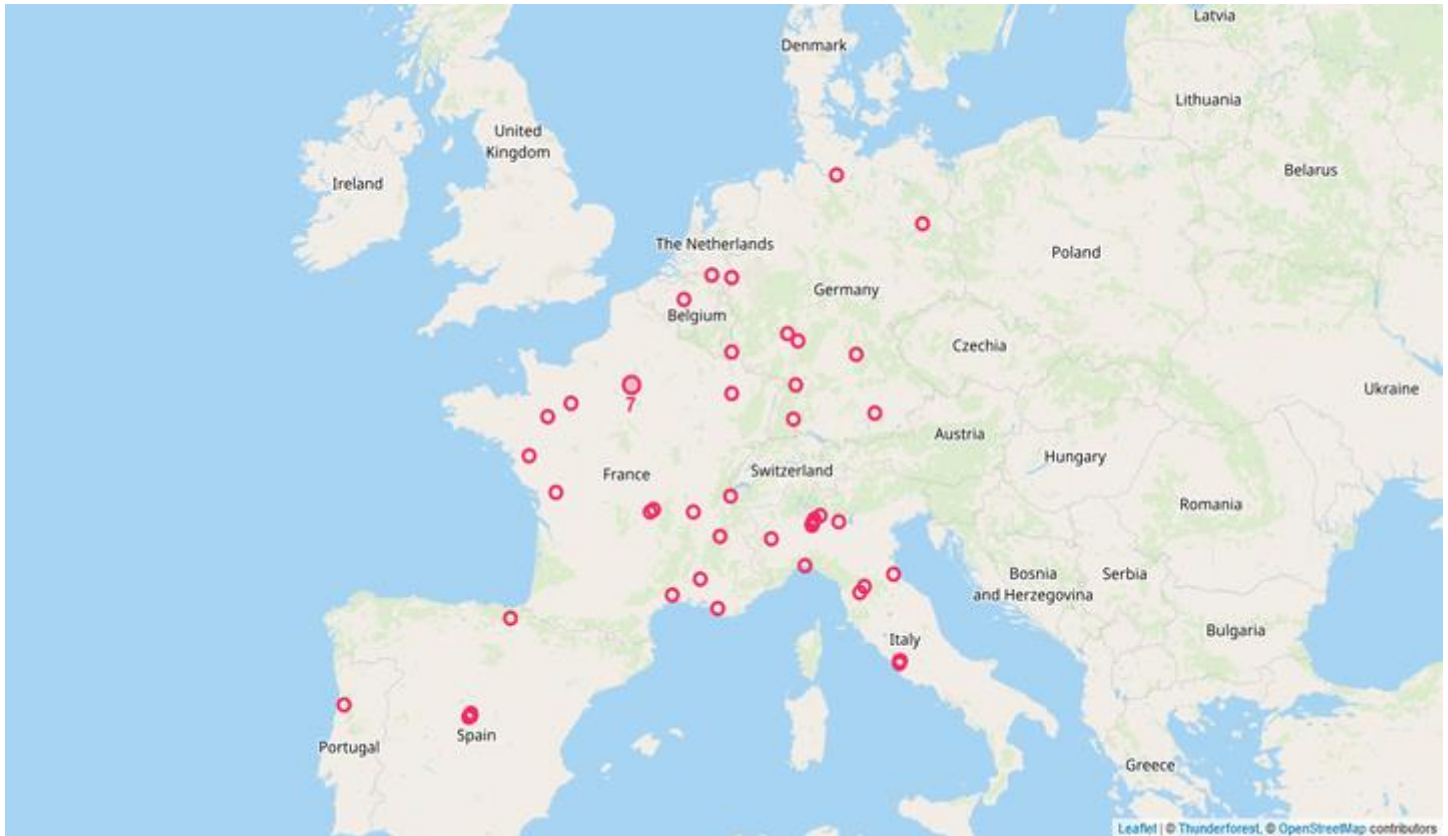 Latvia
Denmark
Lithuania
United
Kingdom
Belarus
Ireland
The Netherlands
Poland
Germany
Belgium
Czechia
Ukraine
7
Austria
Hungary
France
Switzerland
Romania
Bosnia
and Herzegovina
Serbia
Bulgaria
Italy
Spain
Portugal
Greece
Leaflet | © Thunderforest, © OpenStreetMap contributors